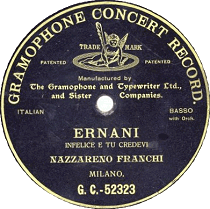 GRAMOPHONE CONCERT RECORD.
TRADE MARK
PATENTED PATENTED
Manufactured by
The Gramophone and Typewriter Ltd.,
and Sister Companies.
ITALIAN BASSO
with Orch.
ERNANI
INFELICE E TU CREDEVI
NAZZARENO FRANCHI
MILANO,
G. C.-52323